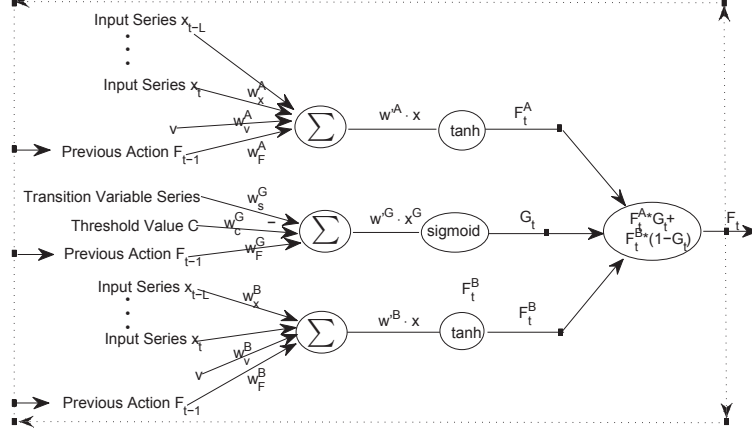 Input Series x_{t-L}
Input Series x_t
w_x^A
v
w_v^A
Previous Action F_{t-1}
w_F^A
∑
w'^A · x
tanh
F_t^A
Transition Variable Series
w_s^G
Threshold Value C
w_c^G
−
Previous Action F_{t-1}
w_F^G
∑
w'^G · x^G
sigmoid
G_t
F_t^A*G_t+
F_t^B*(1−G_t)
F_t
Input Series x_{t-L}
w_x^B
Input Series x_t
w_v^B
v
w_F^B
Previous Action F_{t-1}
∑
w'^B · x
F_t^B
tanh
F_t^B